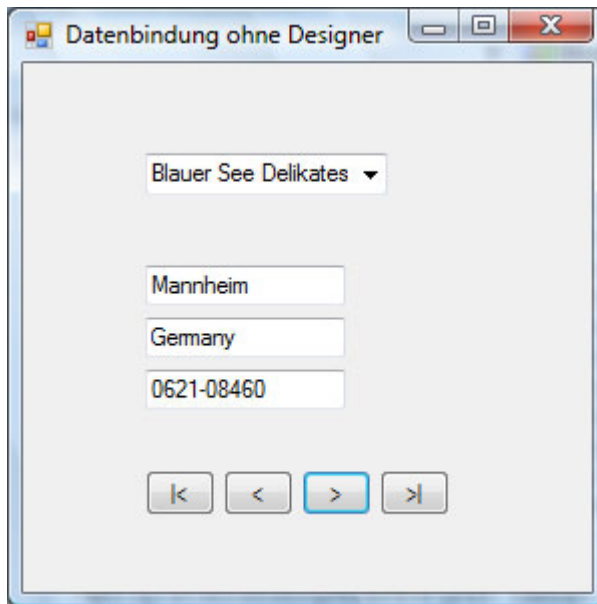 Datenbindung ohne Designer
Blauer See Delikates
Mannheim
Germany
0621-08460
|< < > >|